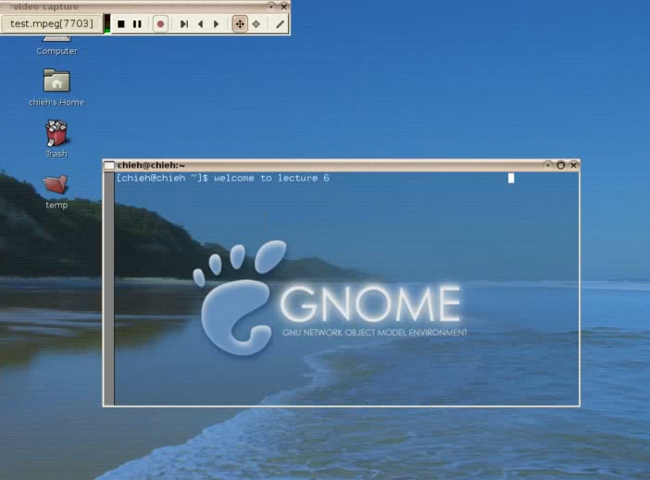 video capture
test.mpeg[7703]
Computer
chieh's Home
Trash
temp
chieh@chieh:~
[chieh@chieh ~]$ welcome to lecture 6
GNOME
GNU NETWORK OBJECT MODEL ENVIRONMENT